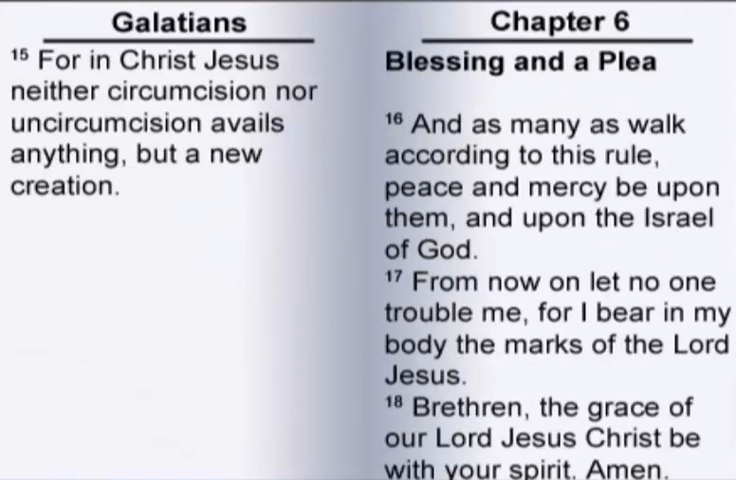 Galatians
15 For in Christ Jesus
neither circumcision nor
uncircumcision avails
anything, but a new
creation.
Chapter 6
Blessing and a Plea
16 And as many as walk
according to this rule,
peace and mercy be upon
them, and upon the Israel
of God.
17 From now on let no one
trouble me, for I bear in my
body the marks of the Lord
Jesus.
18 Brethren, the grace of
our Lord Jesus Christ be
with your spirit. Amen.